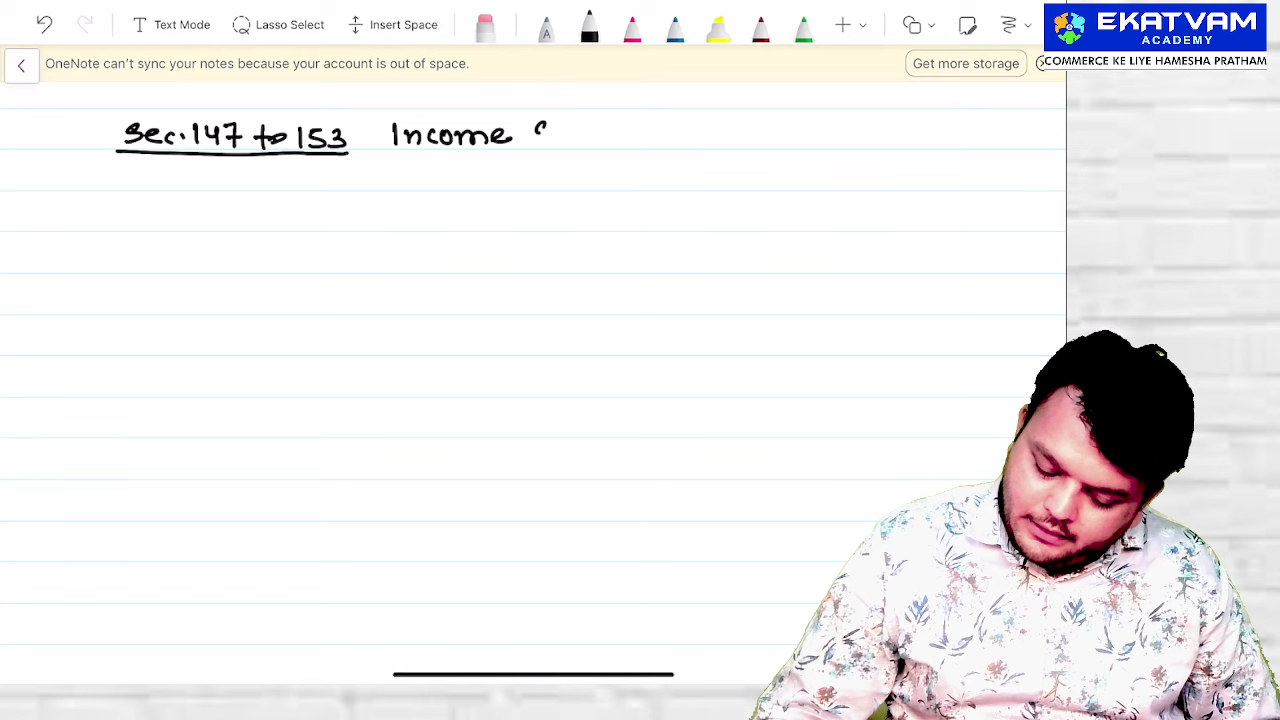 Text Mode Lasso Select Insert Space
EKATVAM
ACADEMY
COMMERCE KE LIYE HAMESHA PRATHAM
OneNote can't sync your notes because your account is out of space. Get more storage
Sec. 147 to 153 Income